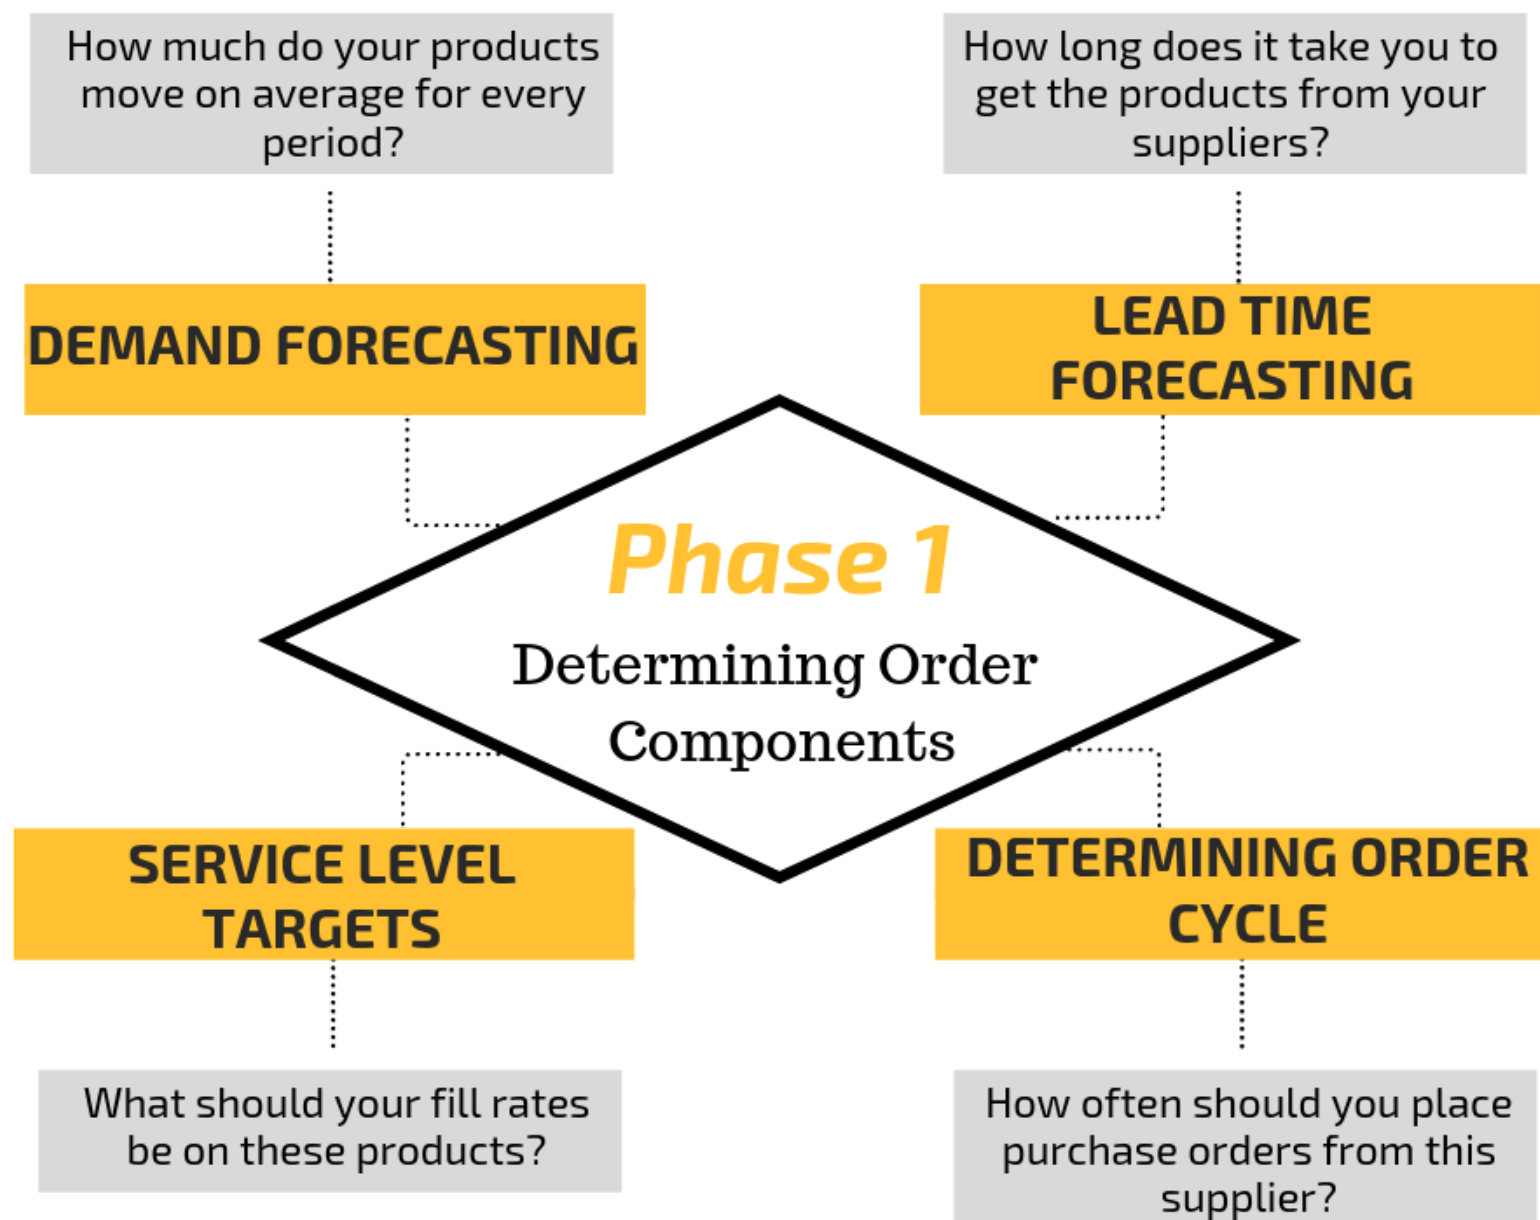 How much do your products
move on average for every
period?
How long does it take you to
get the products from your
suppliers?
DEMAND FORECASTING
LEAD TIME
FORECASTING
Phase 1
Determining Order
Components
SERVICE LEVEL
TARGETS
DETERMINING ORDER
CYCLE
What should your fill rates
be on these products?
How often should you place
purchase orders from this
supplier?